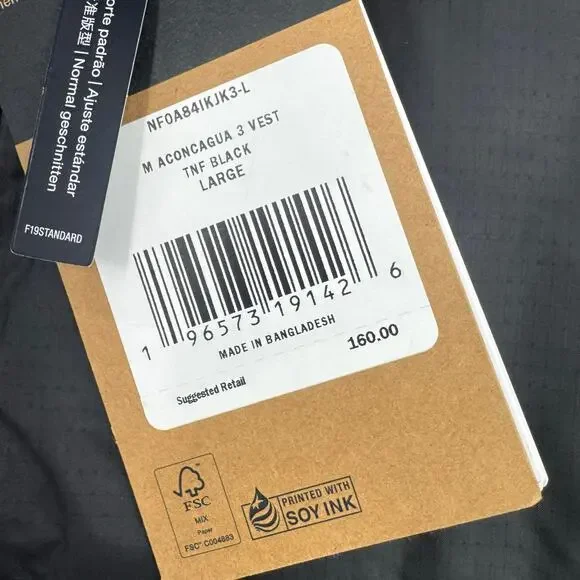 orte padrão | Ajuste estándar
准版型 | Normal geschnitten
F19STANDARD
NF0A84IKJK3-L
M ACONCAGUA 3 VEST
TNF BLACK
LARGE
1 96573 19142 6
MADE IN BANGLADESH
Suggested Retail 160.00
FSC
MIX
Paper
FSC™ C004883
PRINTED WITH
SOY INK